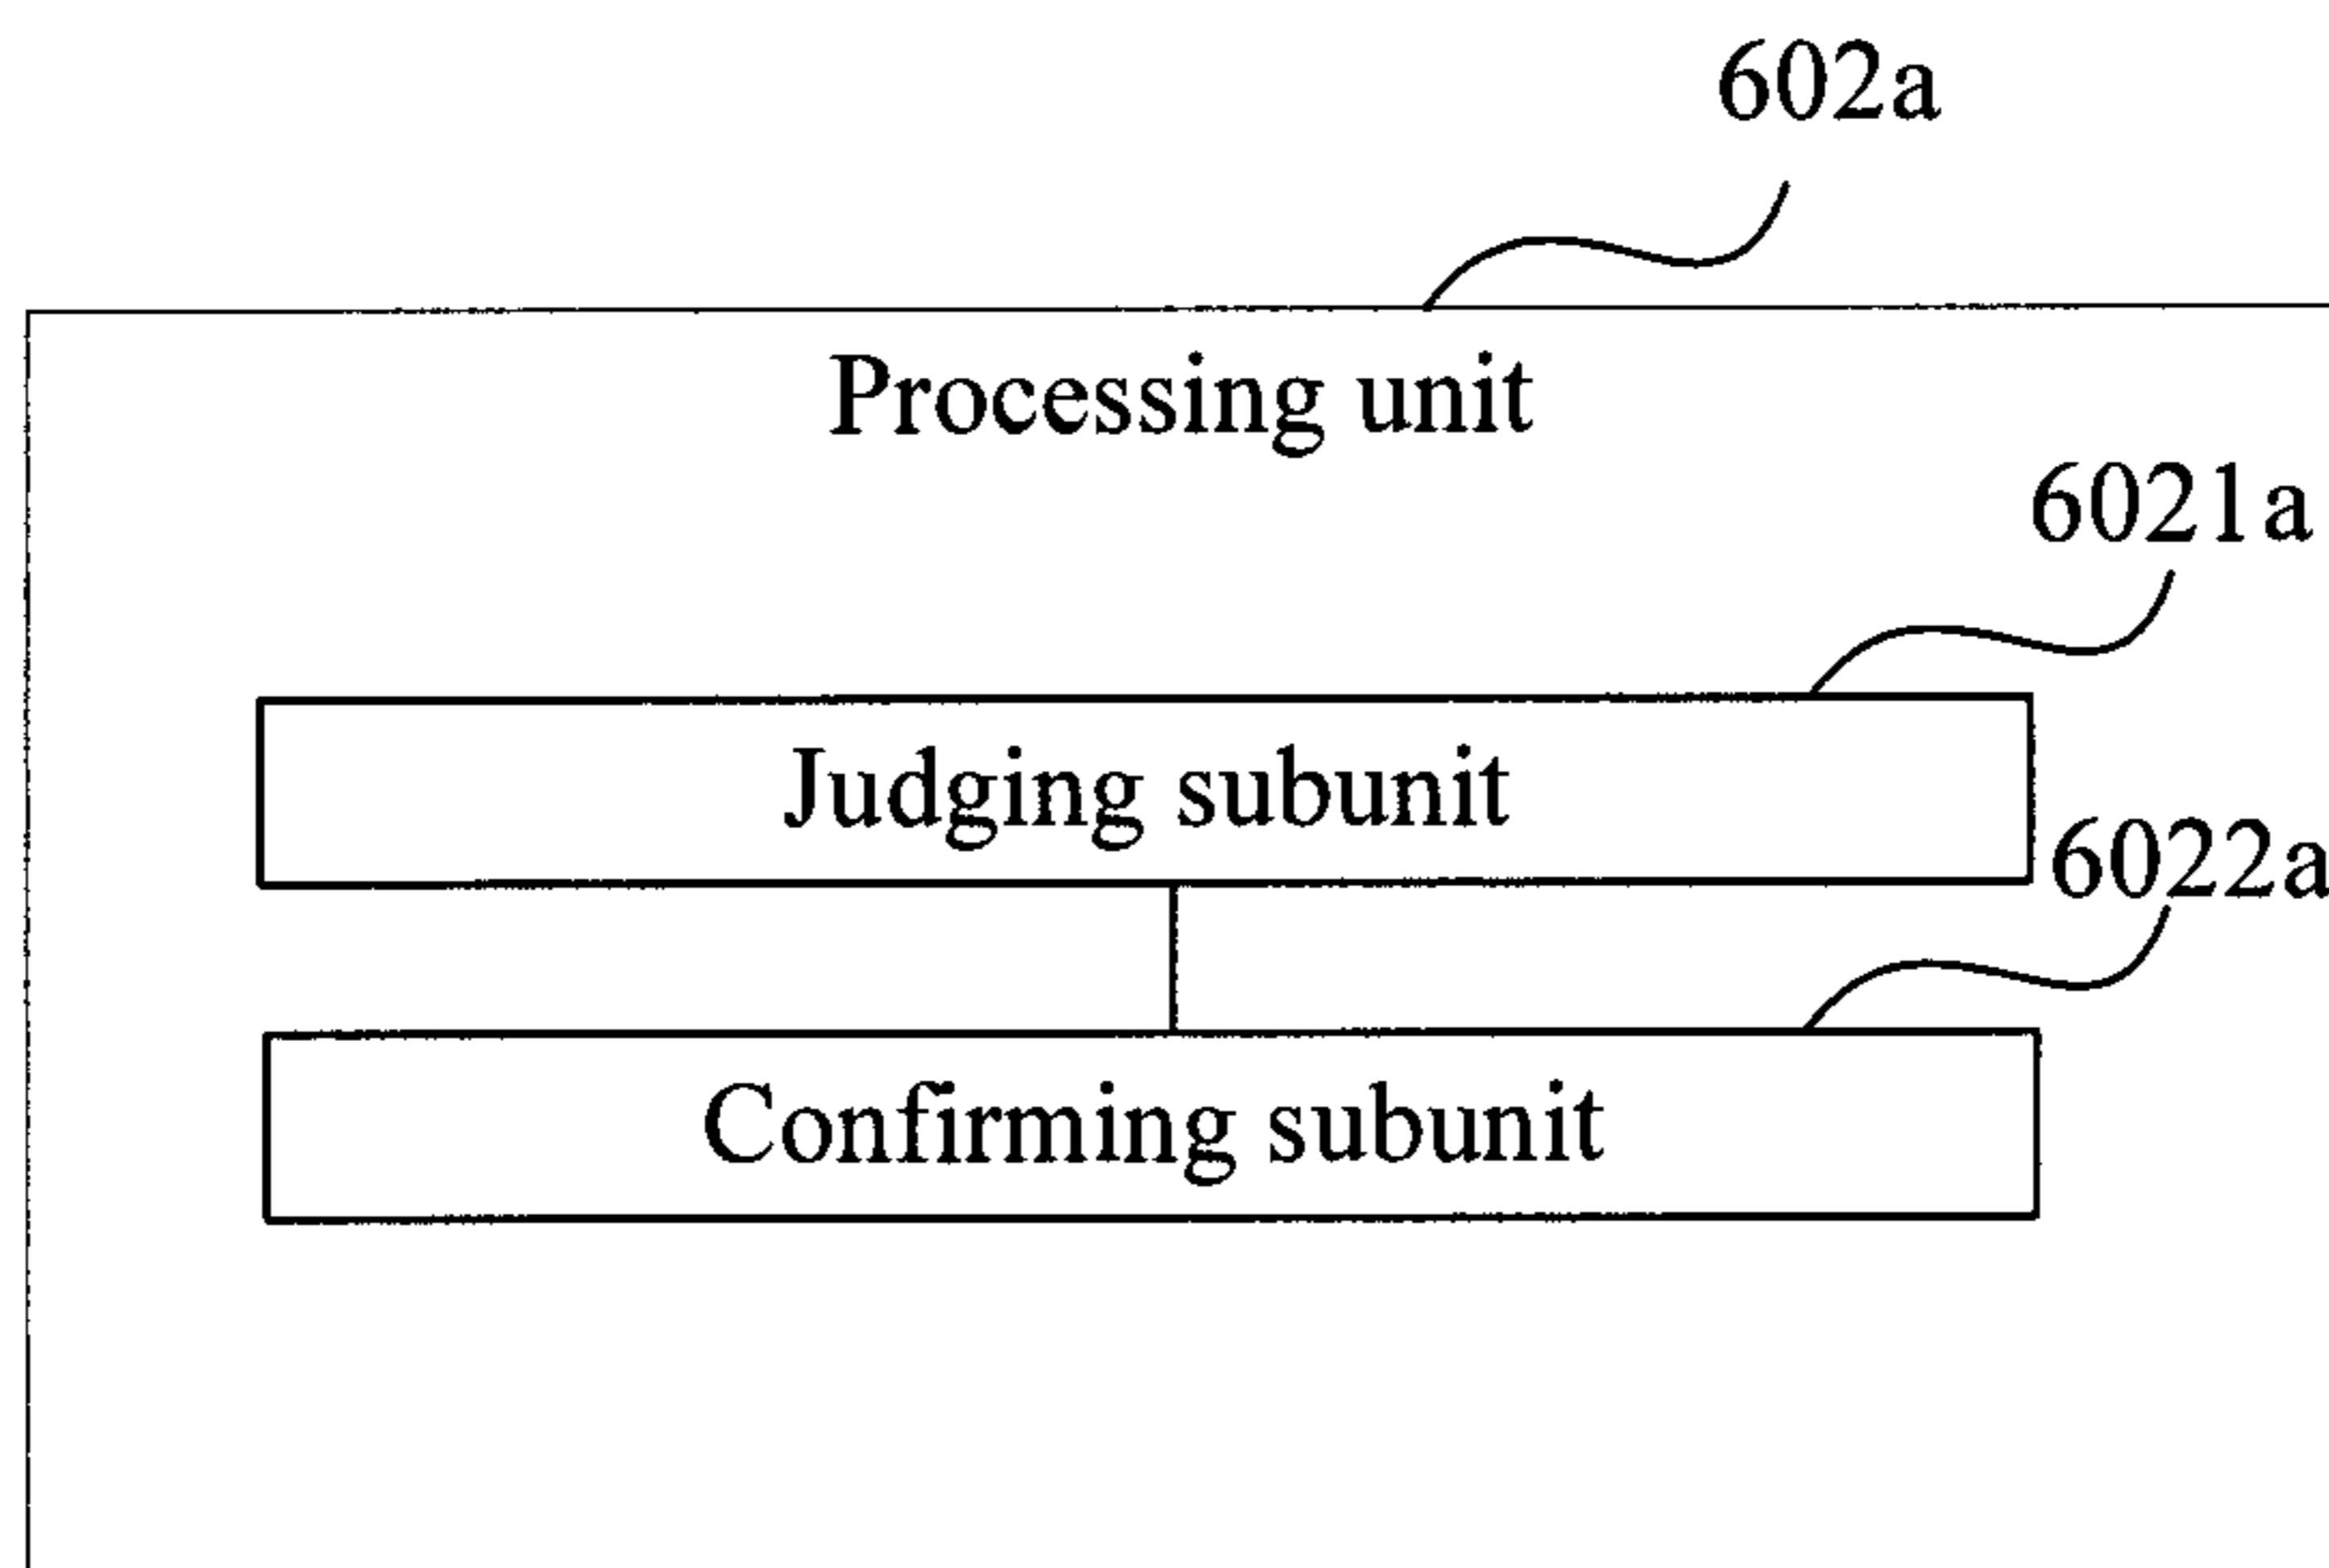 602a
Processing unit
6021a
Judging subunit
6022a
Confirming subunit